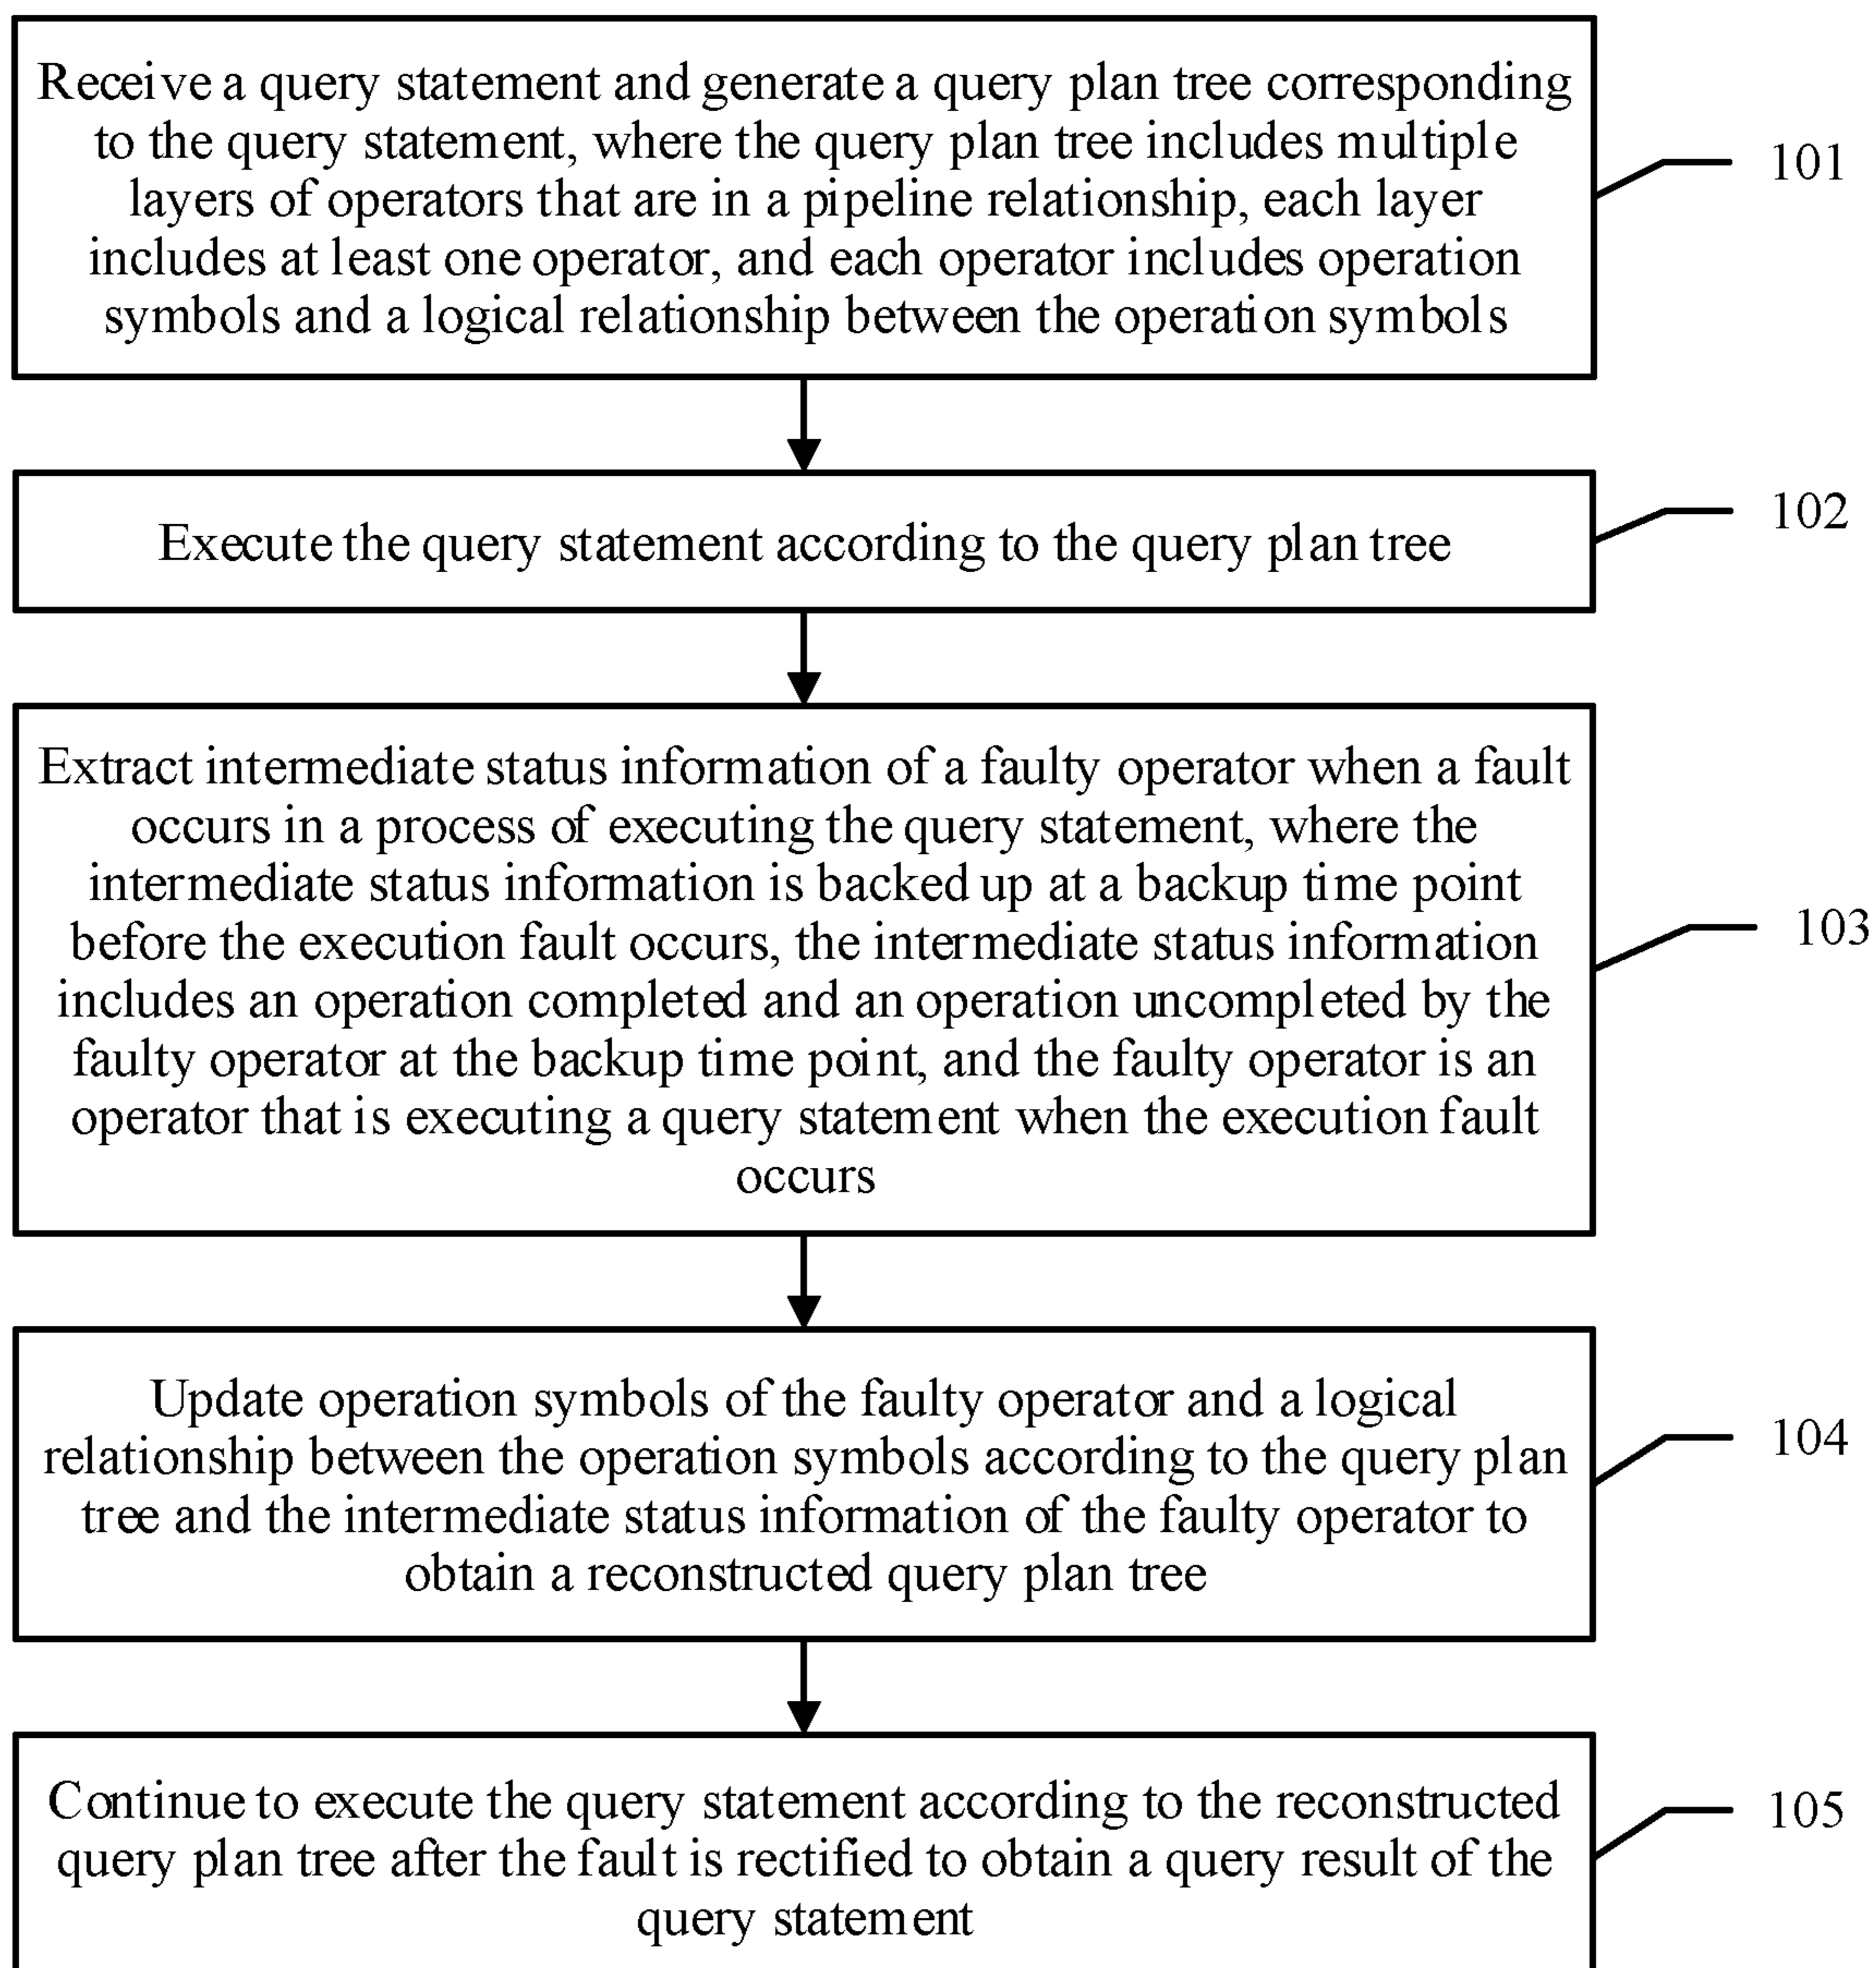 Receive a query statement and generate a query plan tree corresponding
to the query statement, where the query plan tree includes multiple
layers of operators that are in a pipeline relationship, each layer
includes at least one operator, and each operator includes operation
symbols and a logical relationship between the operation symbols
101
Execute the query statement according to the query plan tree
102
Extract intermediate status information of a faulty operator when a fault
occurs in a process of executing the query statement, where the
intermediate status information is backed up at a backup time point
before the execution fault occurs, the intermediate status information
includes an operation completed and an operation uncompleted by the
faulty operator at the backup time point, and the faulty operator is an
operator that is executing a query statement when the execution fault
occurs
103
Update operation symbols of the faulty operator and a logical
relationship between the operation symbols according to the query plan
tree and the intermediate status information of the faulty operator to
obtain a reconstructed query plan tree
104
Continue to execute the query statement according to the reconstructed
query plan tree after the fault is rectified to obtain a query result of the
query statement
105